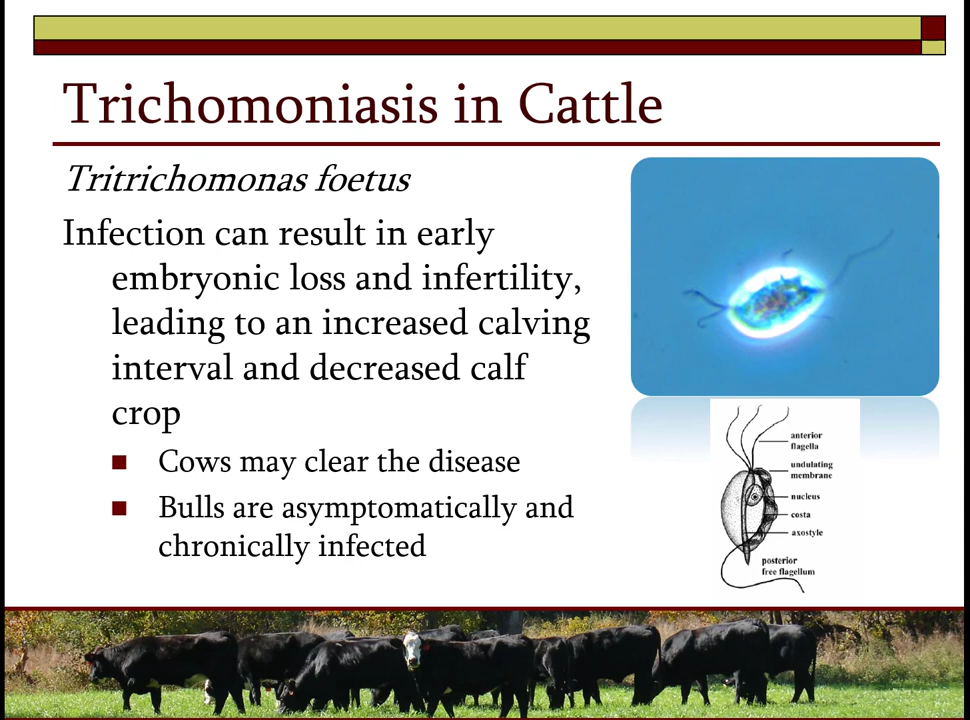 Trichomoniasis in Cattle
Tritrichomonas foetus
Infection can result in early
embryonic loss and infertility,
leading to an increased calving
interval and decreased calf
crop
Cows may clear the disease
Bulls are asymptomatically and
chronically infected
anterior
flagella
undulating
membrane
nucleus
costa
axostyle
posterior
free flagellum